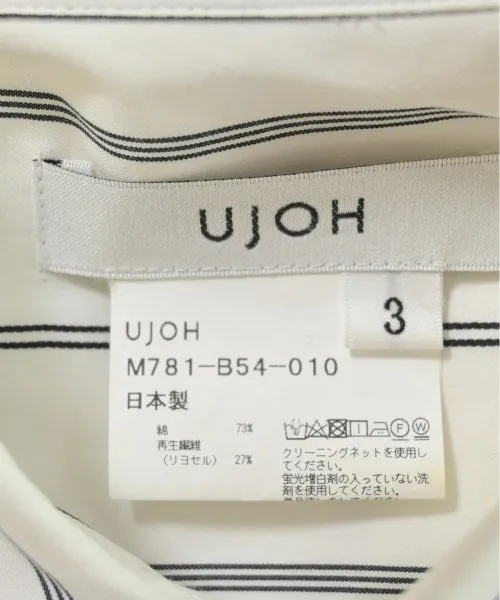 UJOH
3
UJOH
M781-B54-010
日本製
綿 73%
再生繊維
(リヨセル) 27%
F W
クリーニングネットを使用し
てください。
蛍光増白剤の入っていない洗
剤を使用してください。